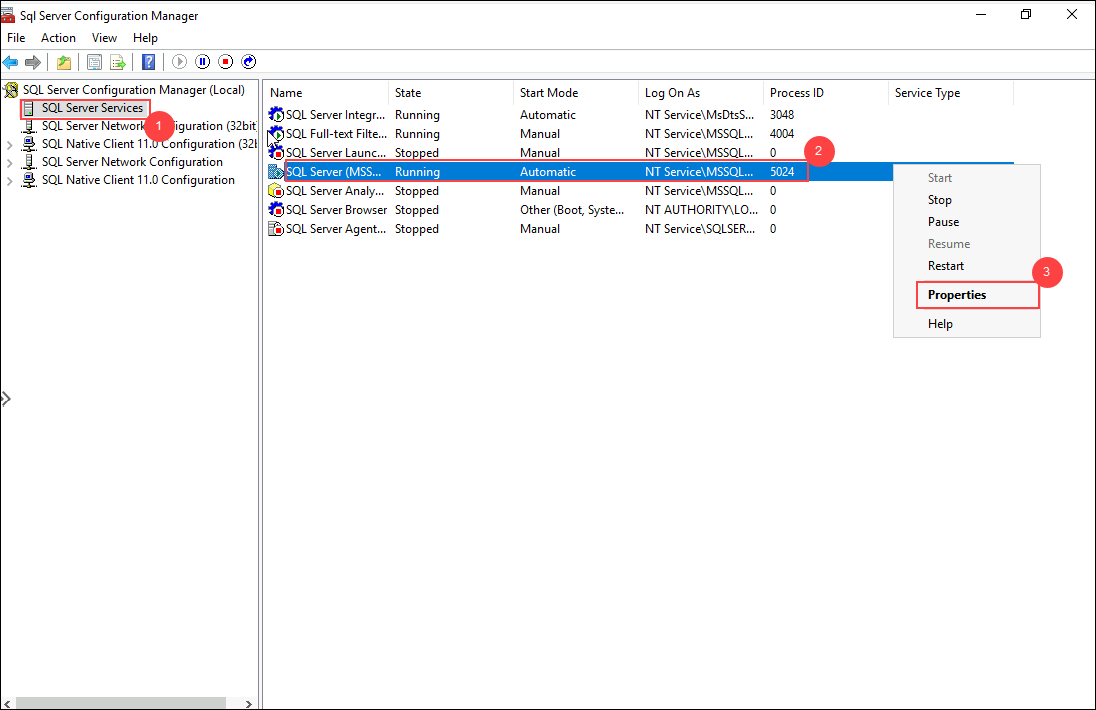 Sql Server Configuration Manager
File Action View Help
SQL Server Configuration Manager (Local)
SQL Server Services
1
SQL Server Network iguration (32bit
SQL Native Client 11.0 Configuration (32l
SQL Server Network Configuration
SQL Native Client 11.0 Configuration
Name State Start Mode Log On As Process ID Service Type
SQL Server Integr... Running Automatic NT Service\MsDtsS... 3048
SQL Full-text Filte... Running Manual NT Service\MSSQL... 4004
SQL Server Launc... Stopped Manual NT Service\MSSQL... 0
2
SQL Server (MSS... Running Automatic NT Service\MSSQL... 5024
SQL Server Analy... Stopped Manual NT Service\MSSQL... 0
SQL Server Browser Stopped Other (Boot, Syste... NT AUTHORITY\LO... 0
SQL Server Agent... Stopped Manual NT Service\SQLSER... 0
Start
Stop
Pause
Resume
Restart
3
Properties
Help